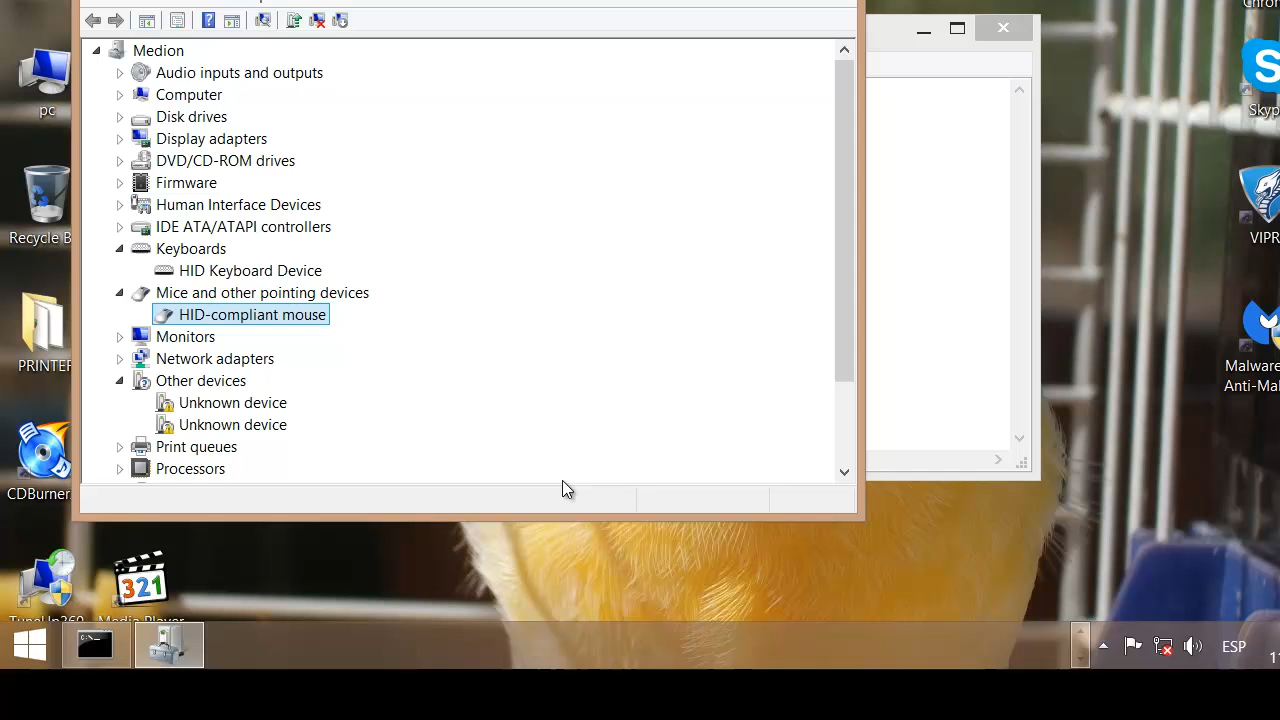 Medion
Audio inputs and outputs
Computer
Disk drives
Display adapters
DVD/CD-ROM drives
Firmware
Human Interface Devices
IDE ATA/ATAPI controllers
Keyboards
HID Keyboard Device
Mice and other pointing devices
HID-compliant mouse
Monitors
Network adapters
Other devices
Unknown device
Unknown device
Print queues
Processors
pc
Recycle B
PRINTER
CDBurner
321
Media Player
Chron
S
Skyp
VIPR
Malware
Anti-Mal
C:\_
ESP